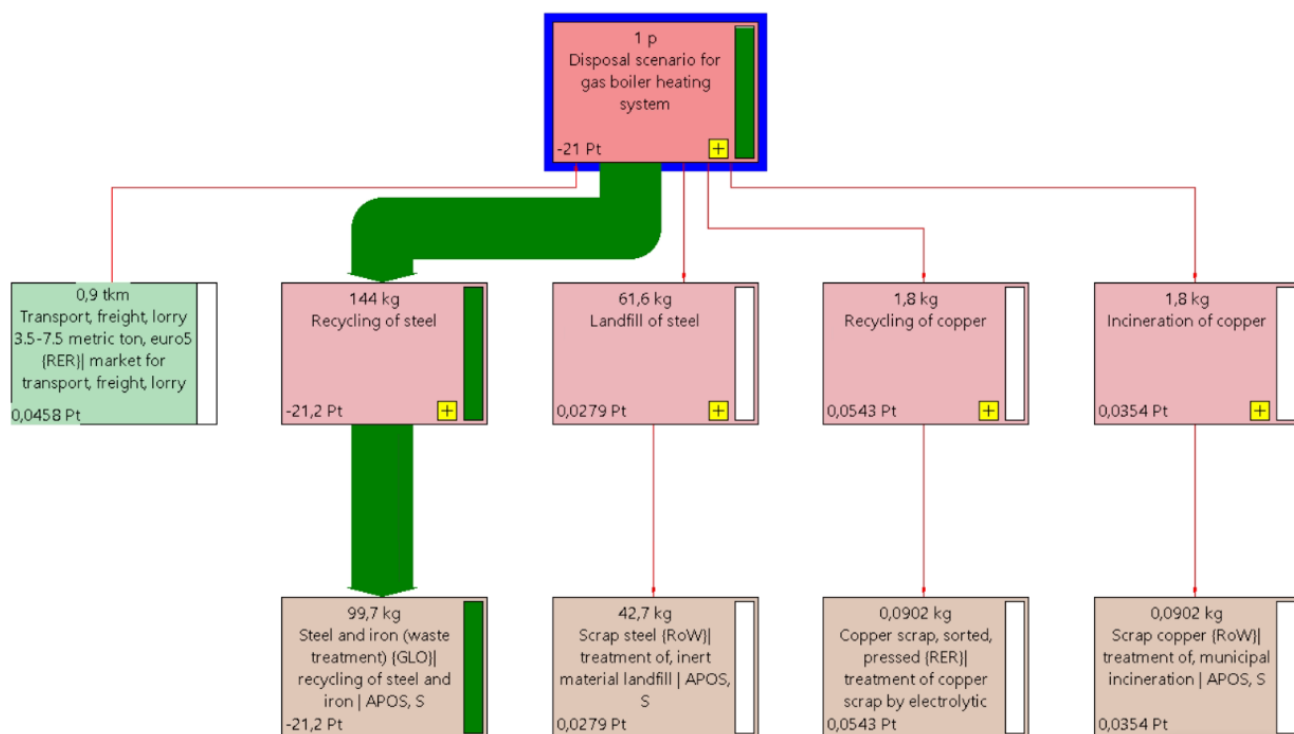 1 p
Disposal scenario for
gas boiler heating
system
-21 Pt
+
0,9 tkm
Transport, freight, lorry
3.5-7.5 metric ton, euro5
{RER}| market for
transport, freight, lorry
0,0458 Pt
144 kg
Recycling of steel
-21,2 Pt
+
61,6 kg
Landfill of steel
0,0279 Pt
+
1,8 kg
Recycling of copper
0,0543 Pt
+
1,8 kg
Incineration of copper
0,0354 Pt
+
99,7 kg
Steel and iron (waste
treatment) {GLO}|
recycling of steel and
iron | APOS, S
-21,2 Pt
42,7 kg
Scrap steel {RoW}|
treatment of, inert
material landfill | APOS,
S
0,0279 Pt
0,0902 kg
Copper scrap, sorted,
pressed {RER}|
treatment of copper
scrap by electrolytic
0,0543 Pt
0,0902 kg
Scrap copper {RoW}|
treatment of, municipal
incineration | APOS, S
0,0354 Pt